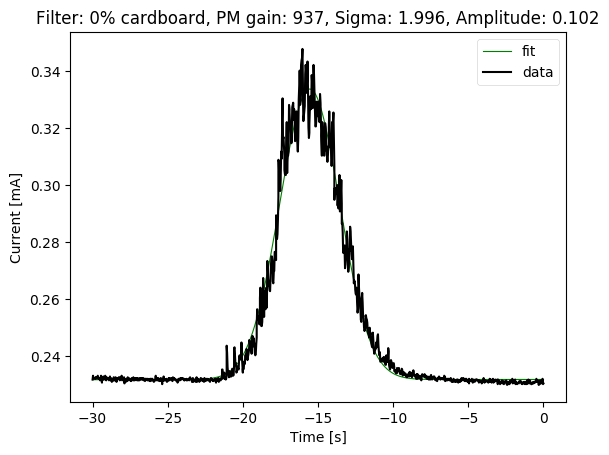 Filter: 0% cardboard, PM gain: 937, Sigma: 1.996, Amplitude: 0.102
fit
data
0.34
0.32
0.30
0.28
0.26
0.24
Current [mA]
−30
−25
−20
−15
−10
−5
0
Time [s]